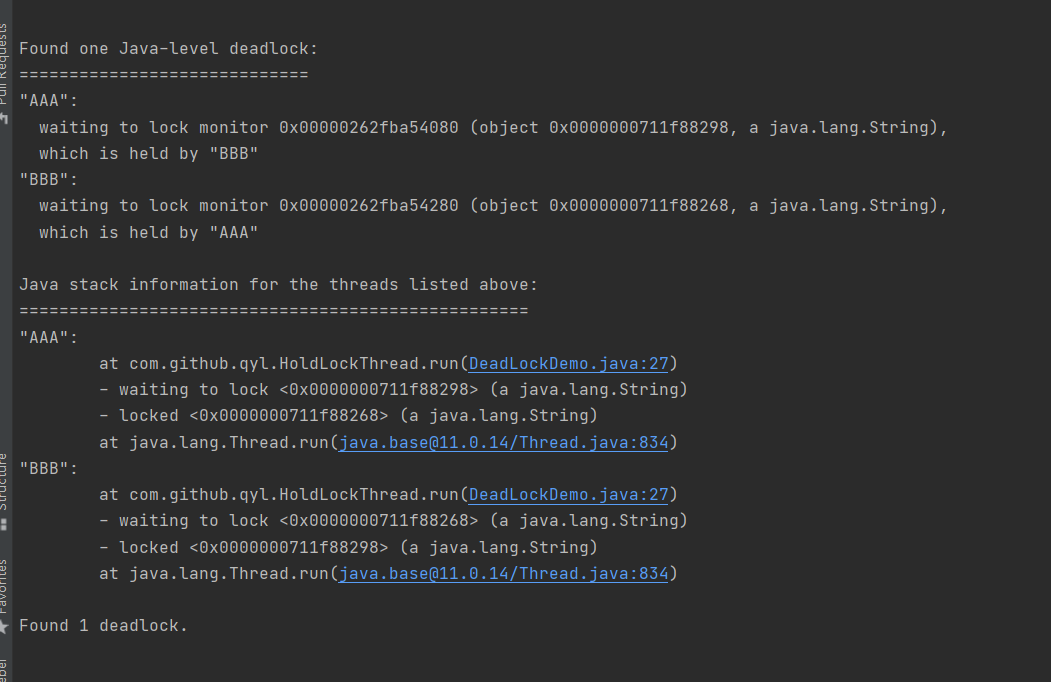 Found one Java-level deadlock:
=============================
"AAA":
  waiting to lock monitor 0x00000262fba54080 (object 0x0000000711f88298, a java.lang.String),
  which is held by "BBB"
"BBB":
  waiting to lock monitor 0x00000262fba54280 (object 0x0000000711f88268, a java.lang.String),
  which is held by "AAA"
Java stack information for the threads listed above:
===================================================
"AAA":
        at com.github.qyl.HoldLockThread.run(DeadLockDemo.java:27)
        - waiting to lock <0x0000000711f88298> (a java.lang.String)
        - locked <0x0000000711f88268> (a java.lang.String)
        at java.lang.Thread.run(java.base@11.0.14/Thread.java:834)
"BBB":
        at com.github.qyl.HoldLockThread.run(DeadLockDemo.java:27)
        - waiting to lock <0x0000000711f88268> (a java.lang.String)
        - locked <0x0000000711f88298> (a java.lang.String)
        at java.lang.Thread.run(java.base@11.0.14/Thread.java:834)
Found 1 deadlock.
Pull Requests
Structure
Favorites